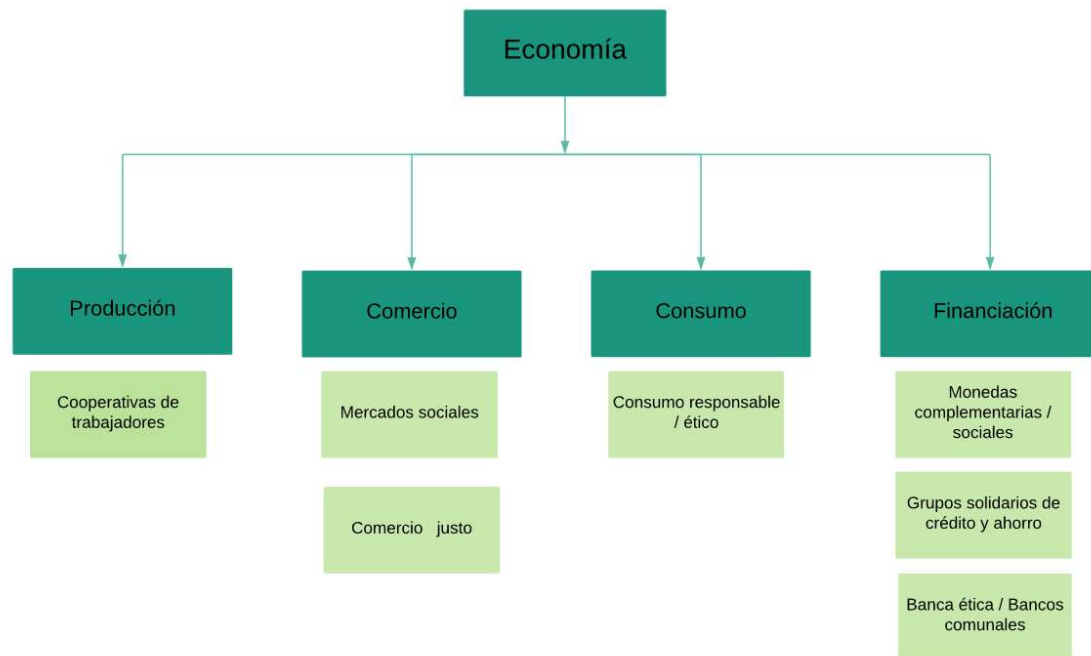 Economía
Producción
Comercio
Consumo
Financiación
Cooperativas de
trabajadores
Mercados sociales
Comercio justo
Consumo responsable
/ ético
Monedas
complementarias /
sociales
Grupos solidarios de
crédito y ahorro
Banca ética / Bancos
comunales